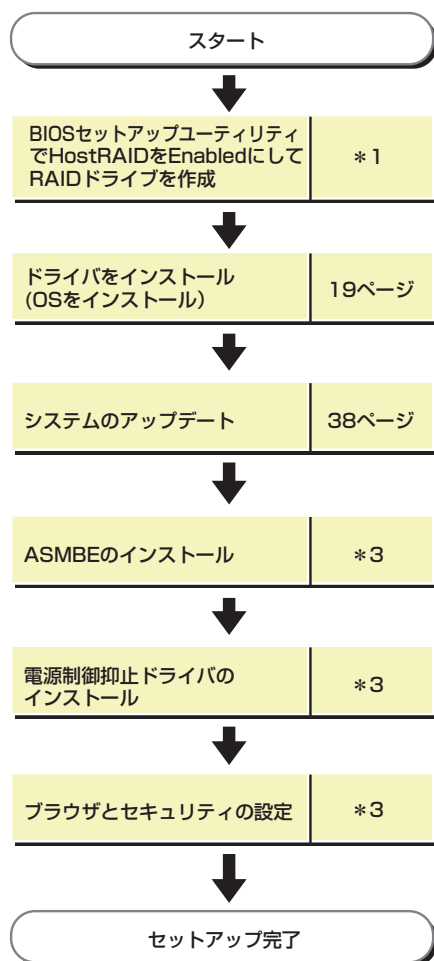 スタート
BIOSセットアップユーティリティ
でHostRAIDをEnabledにして
RAIDドライブを作成
＊1
ドライバをインストール
(OSをインストール）
19ページ
システムのアップデート
38ページ
ASMBEのインストール
＊3
電源制御抑止ドライバの
インストール
＊3
ブラウザとセキュリティの設定
＊3
セットアップ完了